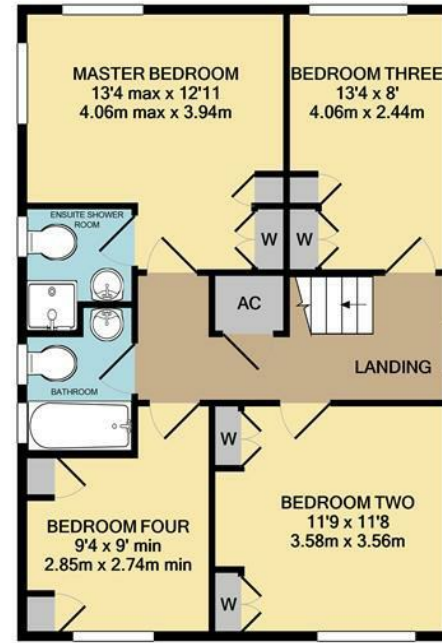 MASTER BEDROOM
13'4 max x 12'11
4.06m max x 3.94m
BEDROOM THREE
13'4 x 8'
4.06m x 2.44m
ENSUITE SHOWER
ROOM
W
W
AC
LANDING
BATHROOM
W
BEDROOM TWO
11'9 x 11'8
3.58m x 3.56m
BEDROOM FOUR
9'4 x 9' min
2.85m x 2.74m min
W